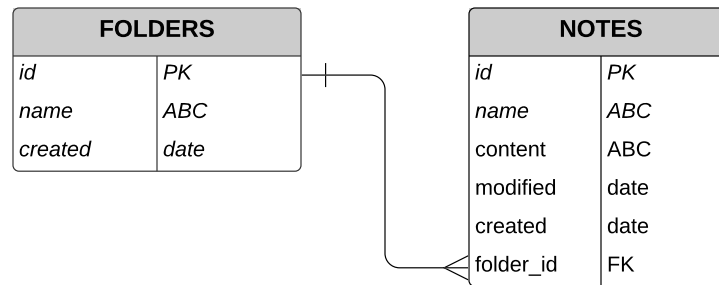 FOLDERS
id PK
name ABC
created date
NOTES
id PK
name ABC
content ABC
modified date
created date
folder_id FK